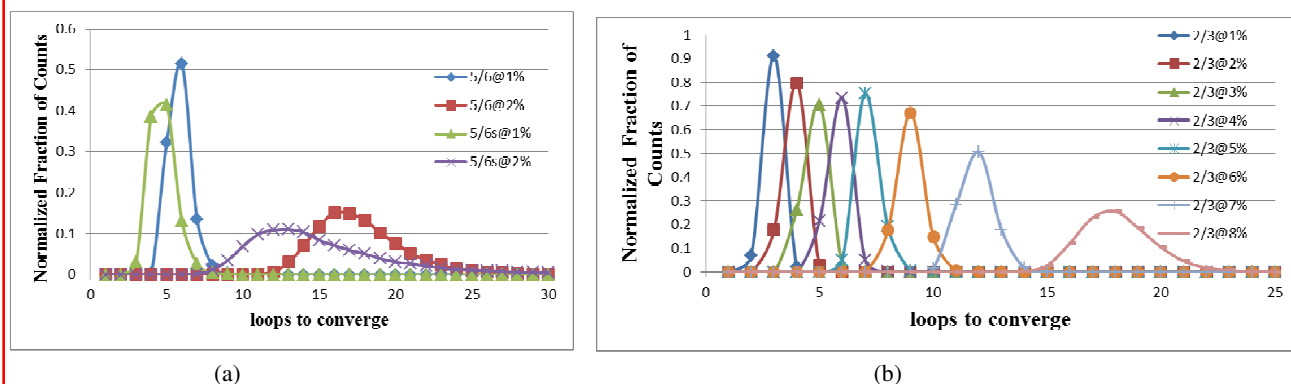 0.6
0.5
0.4
0.3
0.2
0.1
0
0 5 10 15 20 25 30
Normalized Fraction of Counts
loops to converge
5/6@1%
5/6@2%
5/6s@1%
5/6s@2%
(a)
1
0.9
0.8
0.7
0.6
0.5
0.4
0.3
0.2
0.1
0
0 5 10 15 20 25
Normalized Fraction of
Counts
loops to converge
2/3@1%
2/3@2%
2/3@3%
2/3@4%
2/3@5%
2/3@6%
2/3@7%
2/3@8%
(b)